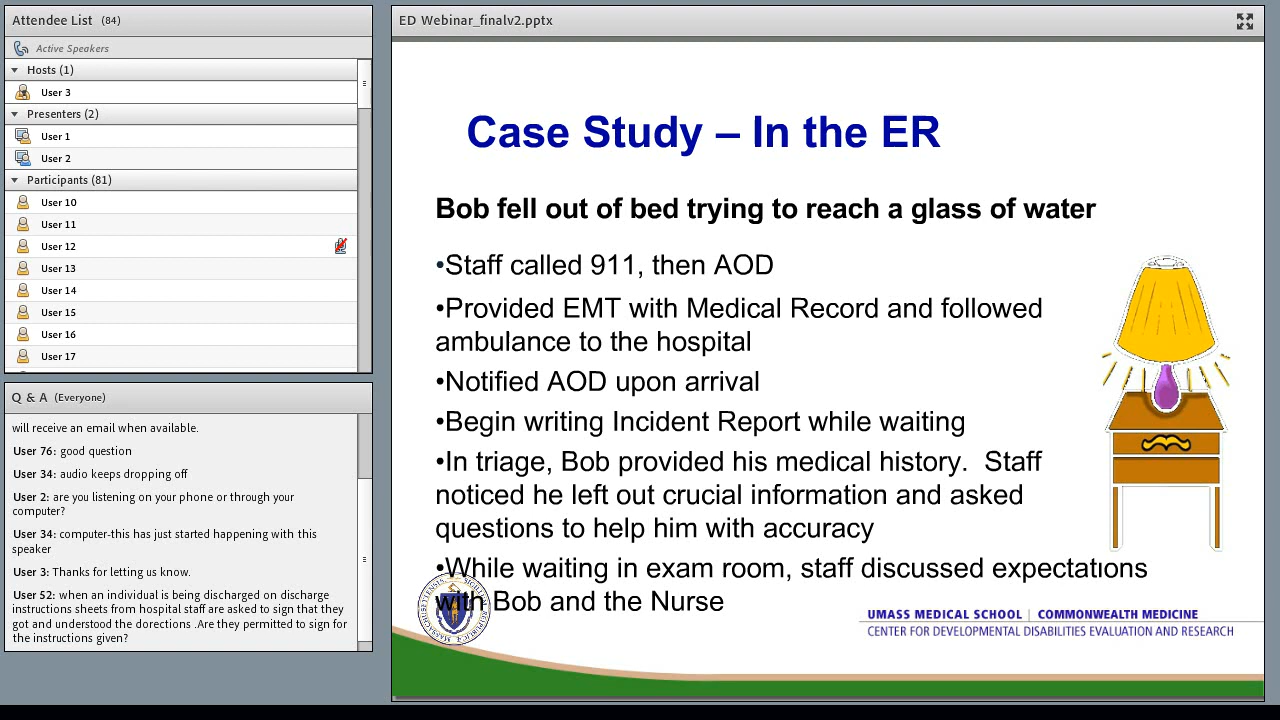 Attendee List (84)
Active Speakers
Hosts (1)
User 3
Presenters (2)
User 1
User 2
Participants (81)
User 10
User 11
User 12
User 13
User 14
User 15
User 16
User 17
Q & A (Everyone)
will receive an email when available.
User 76: good question
User 34: audio keeps dropping off
User 2: are you listening on your phone or through your
computer?
User 34: computer-this has just started happening with this
speaker
User 3: Thanks for letting us know.
User 52: when an individual is being discharged on discharge
instructions sheets from hospital staff are asked to sign that they
got and understood the dorections .Are they permitted to sign for
the instructions given?
ED Webinar_finalv2.pptx
Case Study – In the ER
Bob fell out of bed trying to reach a glass of water
•Staff called 911, then AOD
•Provided EMT with Medical Record and followed
ambulance to the hospital
•Notified AOD upon arrival
•Begin writing Incident Report while waiting
•In triage, Bob provided his medical history.  Staff
noticed he left out crucial information and asked
questions to help him with accuracy
•While waiting in exam room, staff discussed expectations
with Bob and the Nurse
UMASS MEDICAL SCHOOL | COMMONWEALTH MEDICINE
CENTER FOR DEVELOPMENTAL DISABILITIES EVALUATION AND RESEARCH